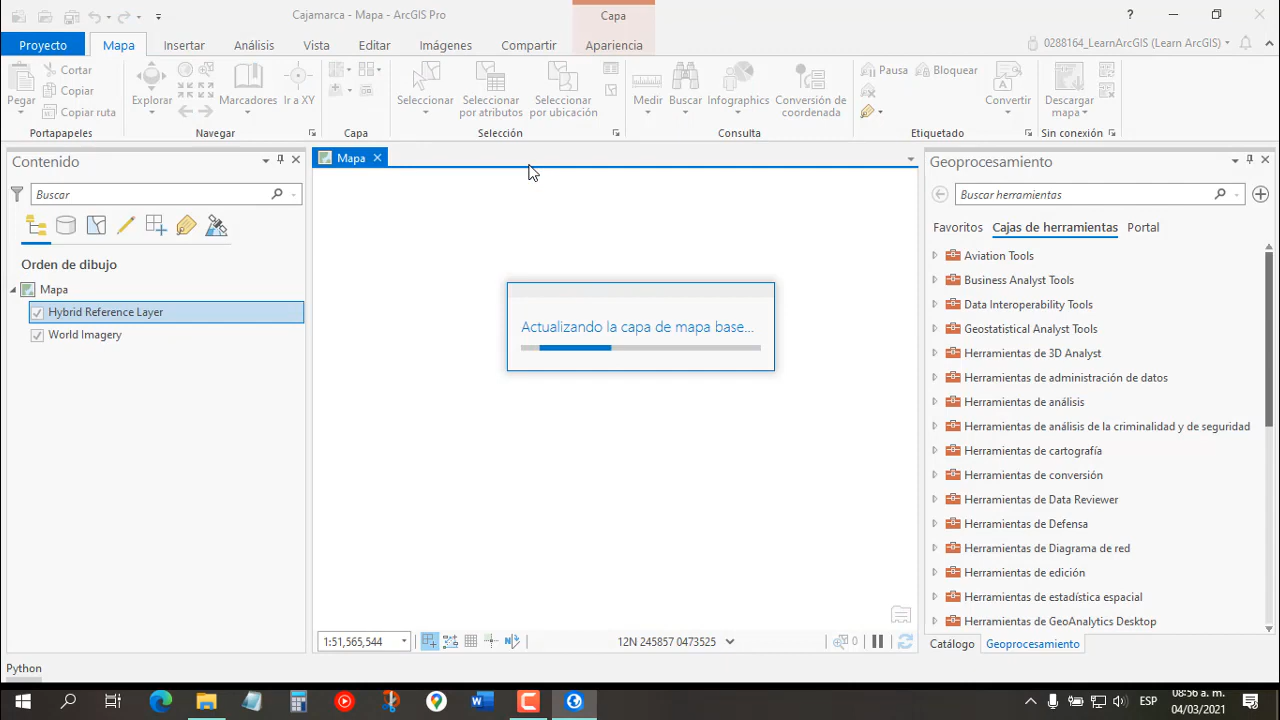 Cajamarca - Mapa - ArcGIS Pro
Capa
?
Proyecto
Mapa
Insertar
Análisis
Vista
Editar
Imágenes
Compartir
Apariencia
0288164_LearnArcGIS (Learn ArcGIS)
Pegar
Cortar
Copiar
Copiar ruta
Portapapeles
Explorar
Marcadores
Ir a XY
Navegar
Capa
Seleccionar
Seleccionar por atributos
Seleccionar por ubicación
Selección
Medir
Buscar
Infographics
Conversión de coordenada
Consulta
Pausa
Bloquear
Convertir
Etiquetado
Descargar mapa
Sin conexión
Contenido
Buscar
Orden de dibujo
Mapa
Hybrid Reference Layer
World Imagery
Mapa
Actualizando la capa de mapa base...
1:51,565,544
12N 245857 0473525
0
Geoprocesamiento
Buscar herramientas
Favoritos
Cajas de herramientas
Portal
Aviation Tools
Business Analyst Tools
Data Interoperability Tools
Geostatistical Analyst Tools
Herramientas de 3D Analyst
Herramientas de administración de datos
Herramientas de análisis
Herramientas de análisis de la criminalidad y de seguridad
Herramientas de cartografía
Herramientas de conversión
Herramientas de Data Reviewer
Herramientas de Defensa
Herramientas de Diagrama de red
Herramientas de edición
Herramientas de estadística espacial
Herramientas de GeoAnalytics Desktop
Catálogo
Geoprocesamiento
Python
ESP
08:56 a. m.
04/03/2021